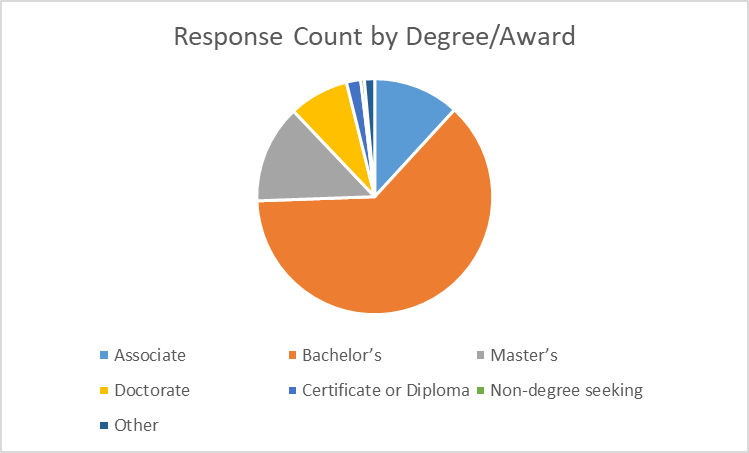 Response Count by Degree/Award
Associate
Bachelor’s
Master’s
Doctorate
Certificate or Diploma
Non-degree seeking
Other